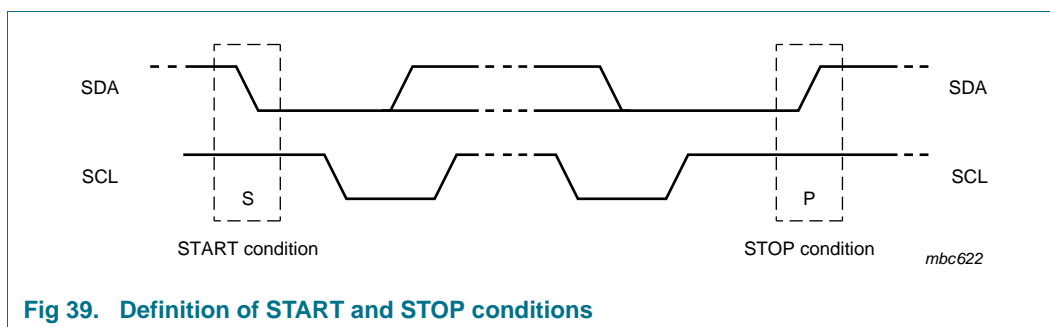 SDA
SDA
SCL
SCL
S
P
START condition
STOP condition
mbc622
Fig 39. Definition of START and STOP conditions